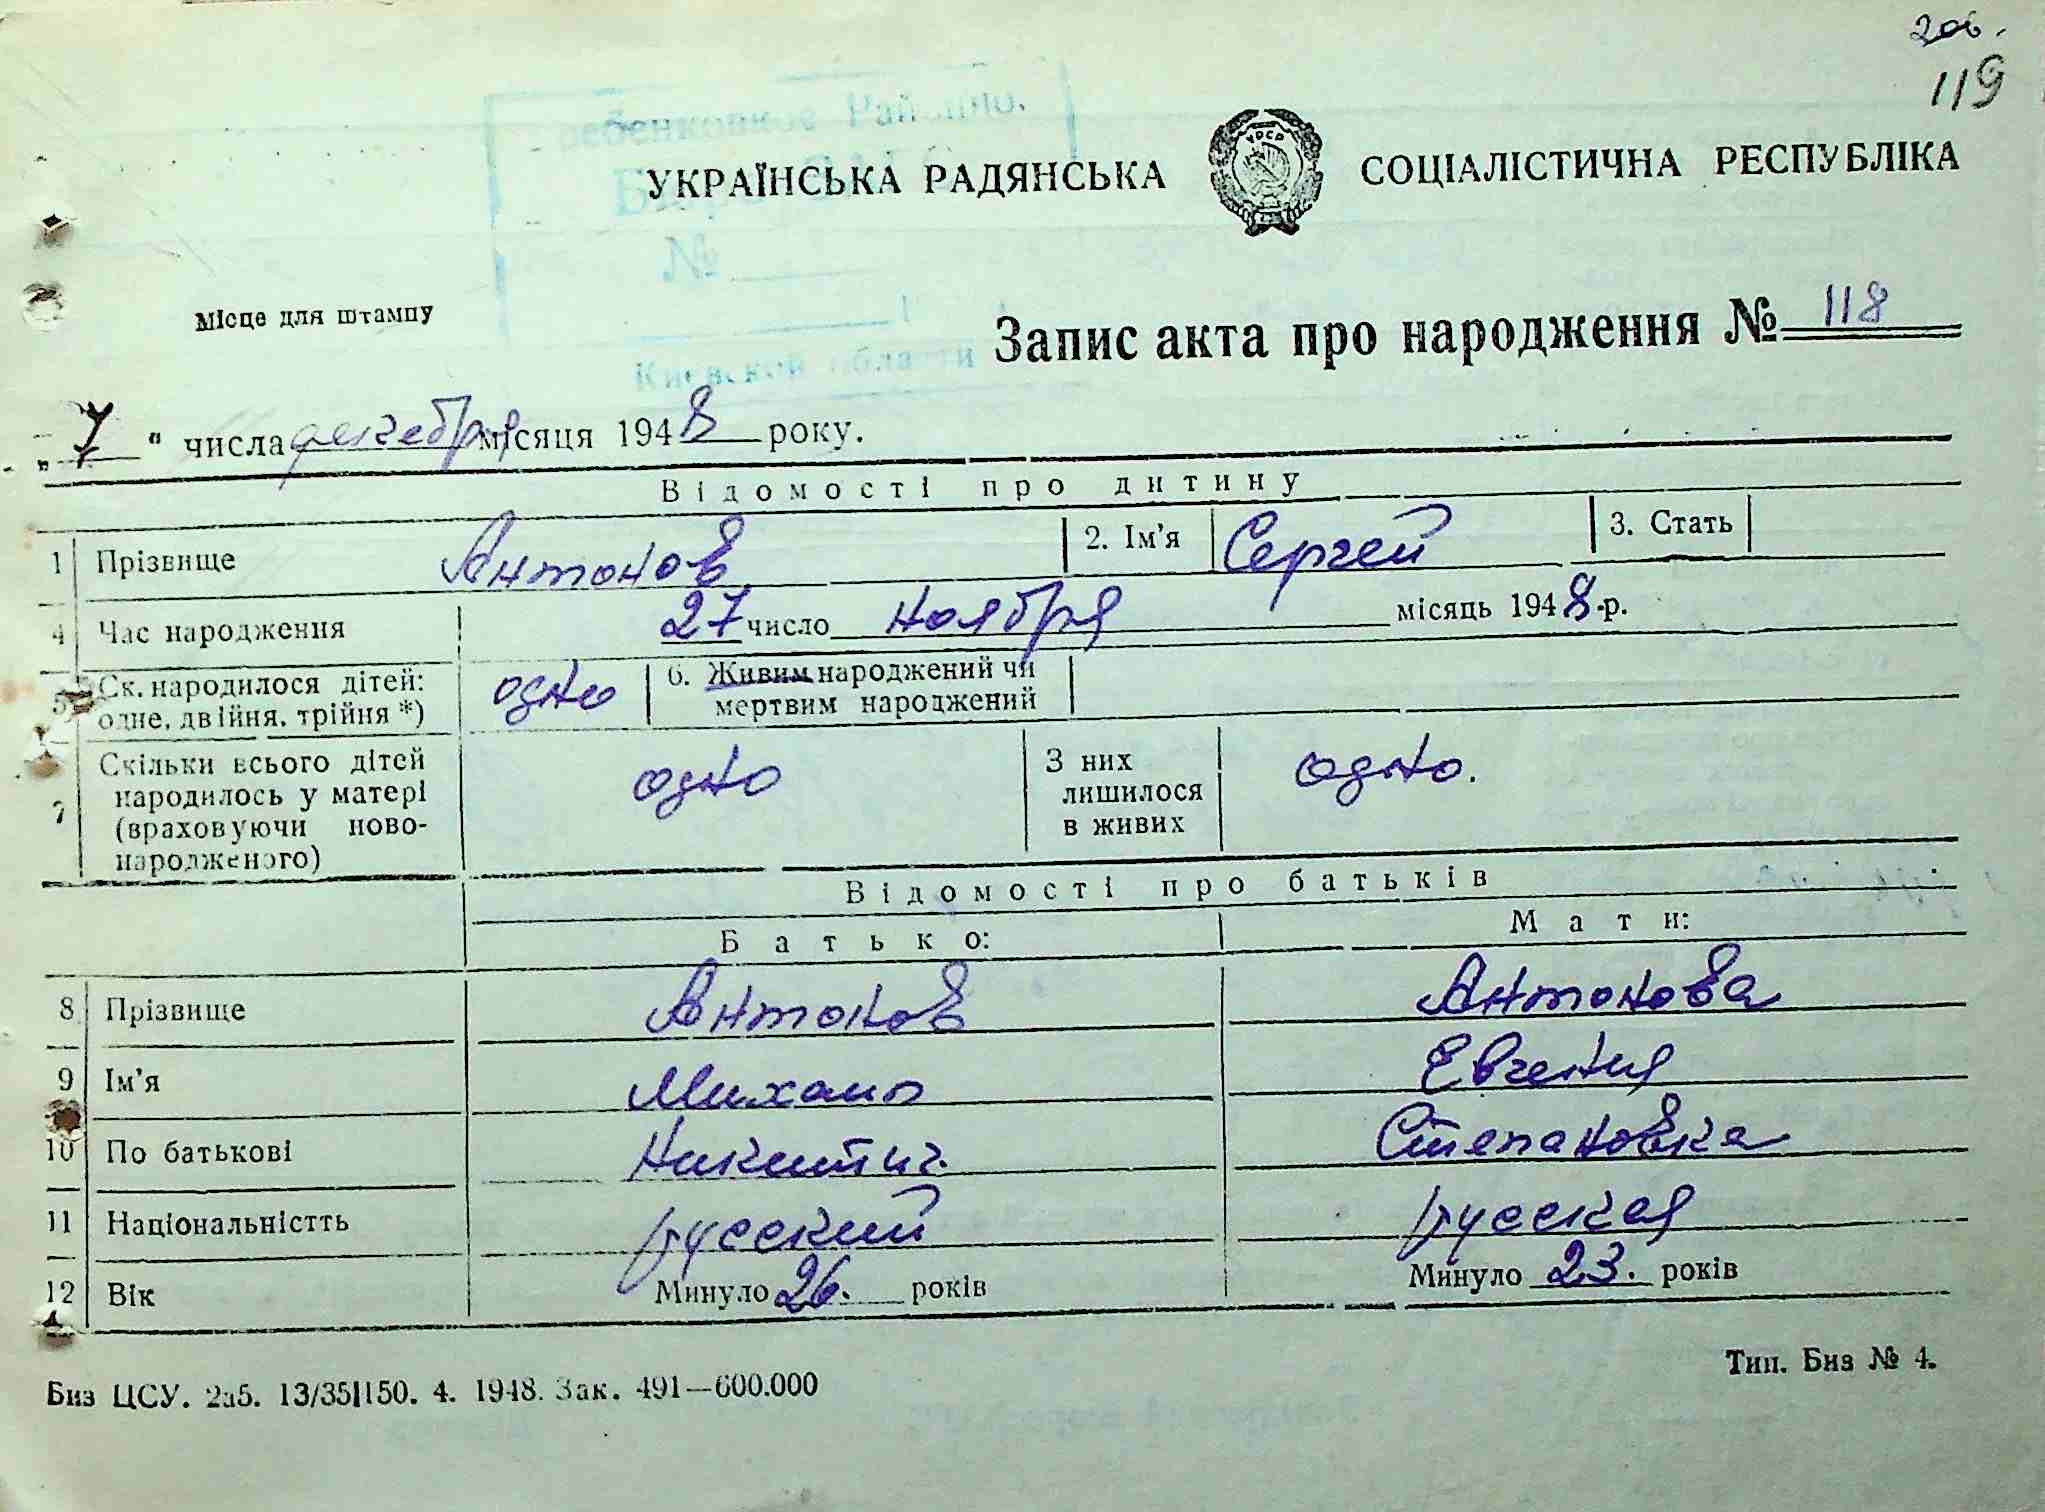 206.
119
УКРАЇНСЬКА РАДЯНСЬКА СОЦІАЛІСТИЧНА РЕСПУБЛІКА
№
Киевской области
Місце для штампу
Запис акта про народження № 118
„ 7 “ числа декабря місяця 1948 року.
Відомості про дитину
1 Прізвище Антонов 2. Ім’я Сергей 3. Стать
4 Час народження 27 число ноября місяць 1948 р.
5 Ск. народилося дітей: одно 6. Живим народжений чи
одне, двійня, трійня *) мертвим народжений
7 Скільки всього дітей одно З них одно.
народилось у матері лишилося
(враховуючи ново- в живих
народженого)
Відомості про батьків
Батько: Мати:
8 Прізвище Антонов Антонова
9 Ім’я Михаил Евгения
10 По батькові Никитич. Степановна
11 Національністть русский русская
12 Вік Минуло 26. років Минуло 23. років
Тип. Биз № 4.
Биз ЦСУ. 2а5. 13/35|150. 4. 1948. Зак. 491—600.000